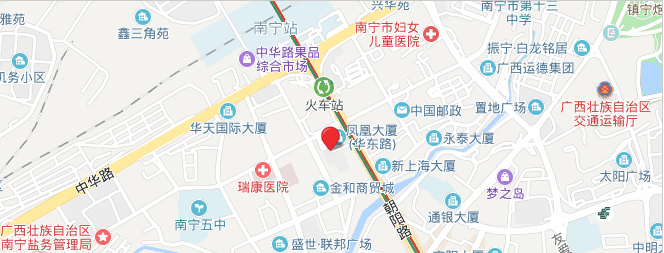 兴华苑
南宁市第十三
中学
雅苑
鑫三角苑
南宁站
南宁市妇女
儿童医院
振宁·白龙铭居
中华路果品
综合市场
机务小区
广西运德集团
火车站
中国邮政
置地广场
广西壮族自治区
交通运输厅
华天国际大厦
凤凰大厦
(华东路)
永泰大厦
新上海大厦
太阳广场
中华路
瑞康医院
金和商贸城
梦之岛
朝阳路
南宁五中
通银大厦
广西壮族自治区
南宁盐务管理局
盛世·联邦广场
友爱
中明